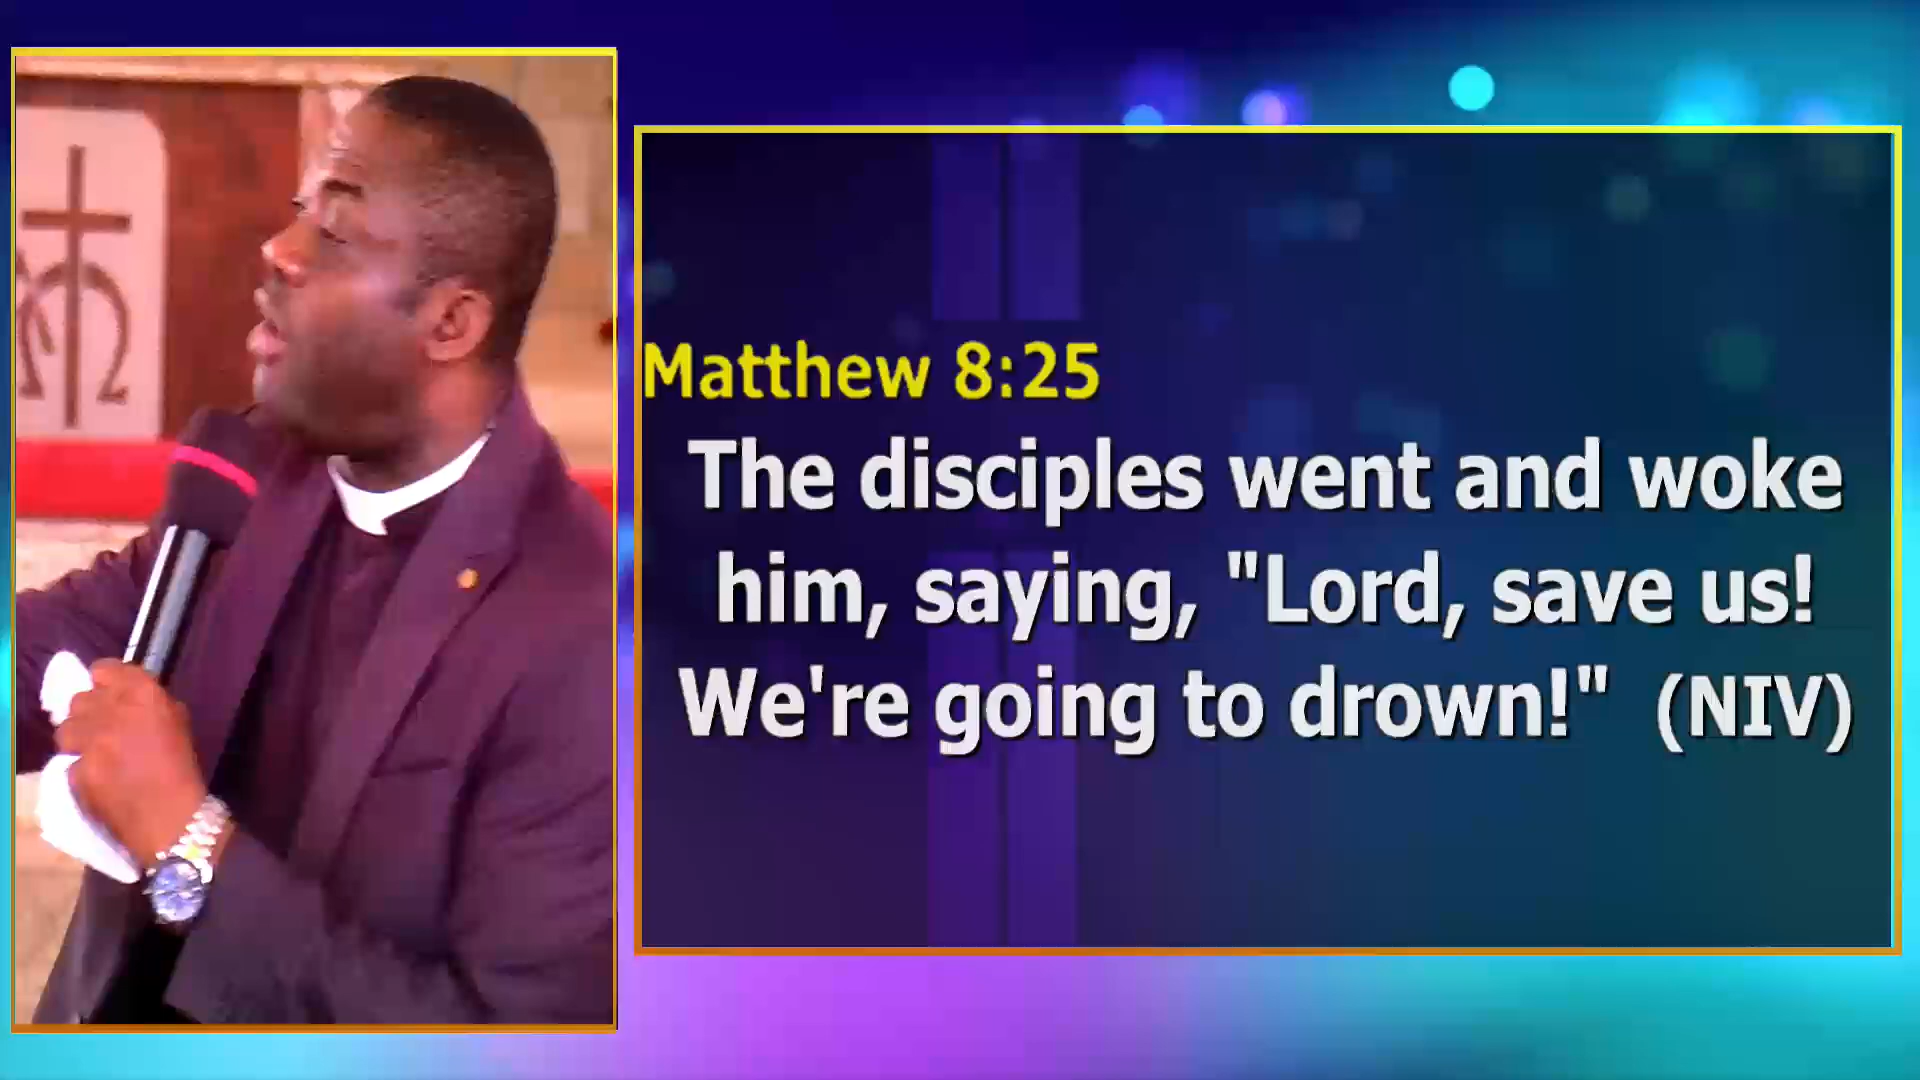 Matthew 8:25
The disciples went and woke
him, saying, "Lord, save us!
We're going to drown!" (NIV)